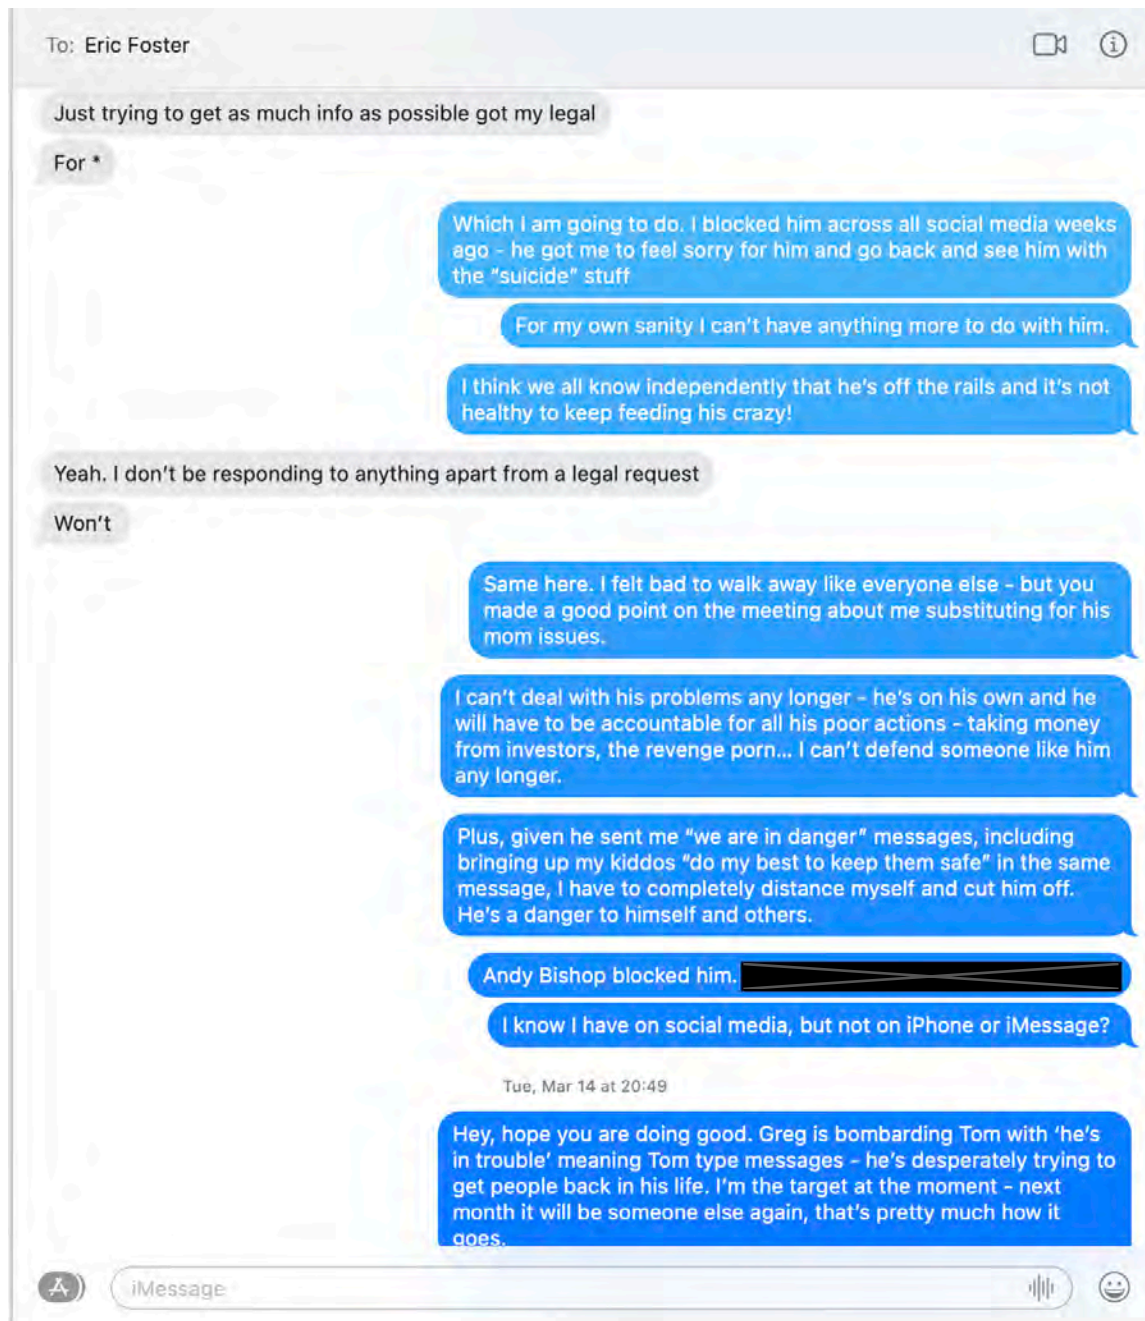 To: Eric Foster
Just trying to get as much info as possible got my legal
For *
Which I am going to do. I blocked him across all social media weeks
ago - he got me to feel sorry for him and go back and see him with
the "suicide" stuff
For my own sanity I can't have anything more to do with him.
I think we all know independently that he's off the rails and it's not
healthy to keep feeding his crazy!
Yeah. I don't be responding to anything apart from a legal request
Won't
Same here. I felt bad to walk away like everyone else - but you
made a good point on the meeting about me substituting for his
mom issues.
I can't deal with his problems any longer - he's on his own and he
will have to be accountable for all his poor actions - taking money
from investors, the revenge porn... I can't defend someone like him
any longer.
Plus, given he sent me "we are in danger" messages, including
bringing up my kiddos "do my best to keep them safe" in the same
message, I have to completely distance myself and cut him off.
He's a danger to himself and others.
Andy Bishop blocked him.
I know I have on social media, but not on iPhone or iMessage?
Tue, Mar 14 at 20:49
Hey, hope you are doing good. Greg is bombarding Tom with 'he's
in trouble' meaning Tom type messages - he's desperately trying to
get people back in his life. I'm the target at the moment - next
month it will be someone else again, that's pretty much how it
goes.
iMessage